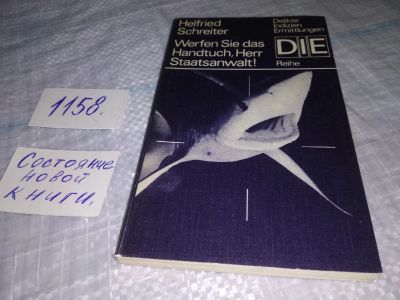 Helfried
Schreiter
Werfen Sie das
Handtuch, Herr
Staatsanwalt!
Delikte
Indizien
Ermittlungen
DIE
Reihe
1158.
Состояние
новой
книги.